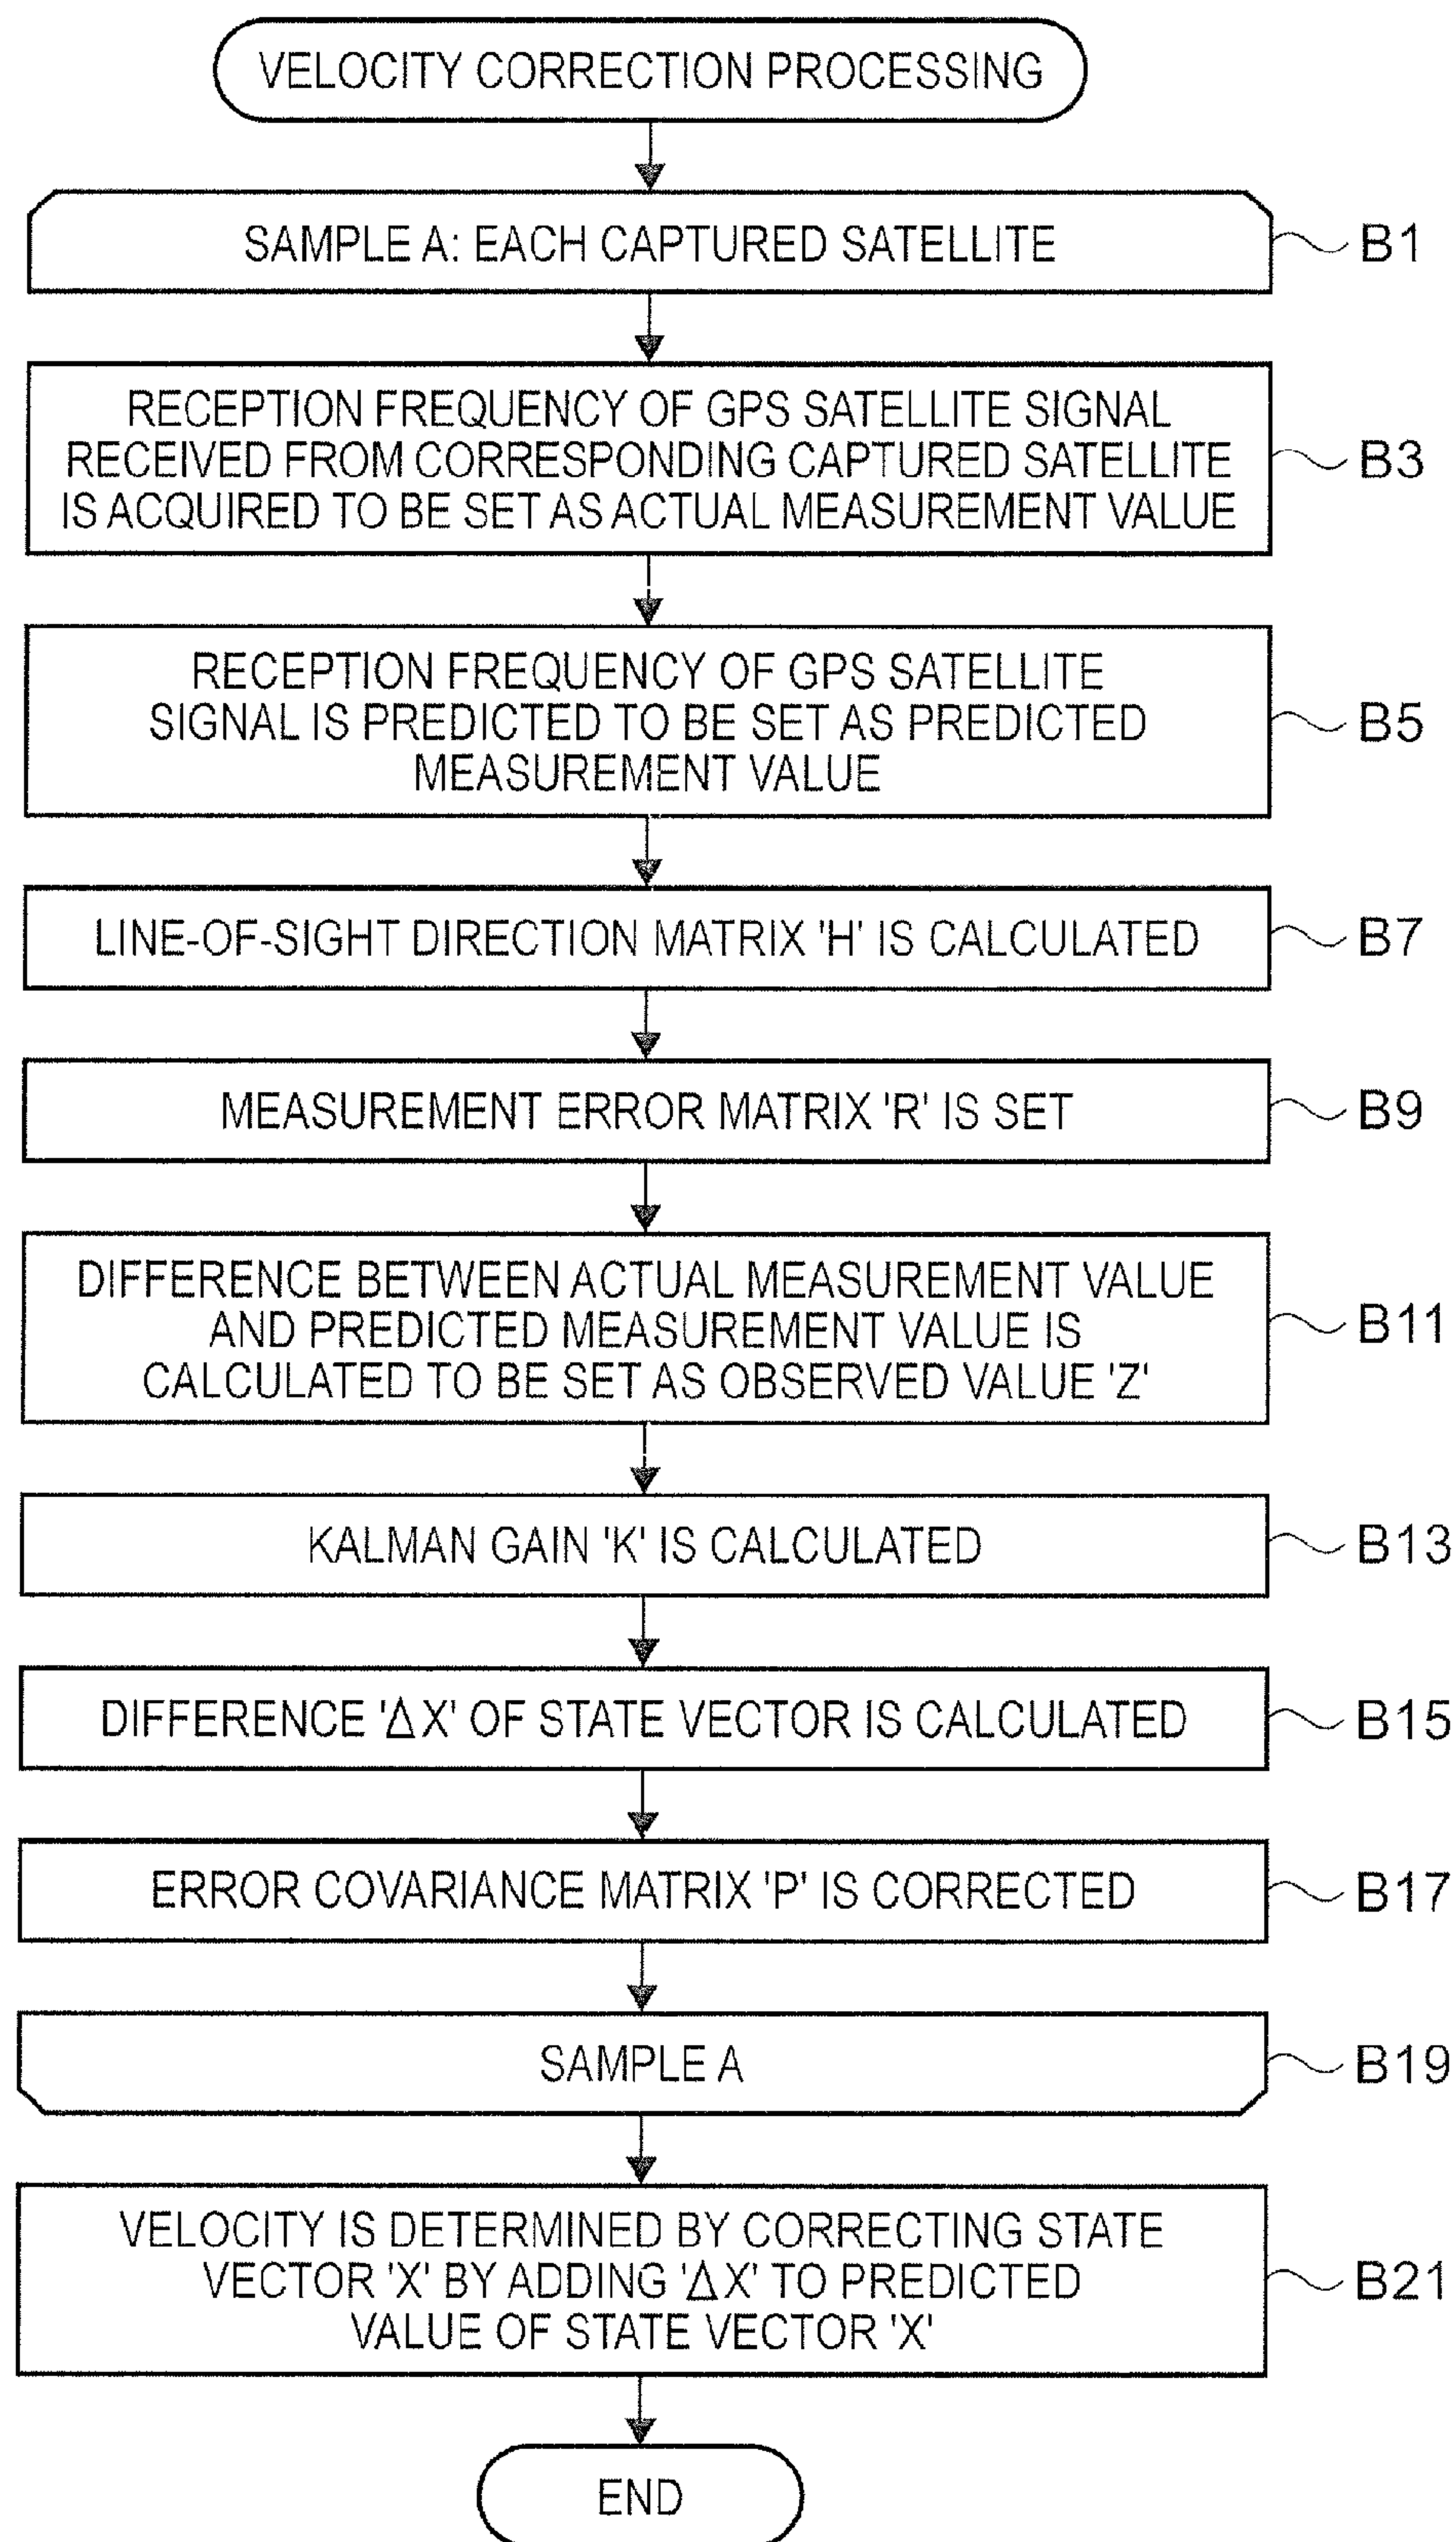 VELOCITY CORRECTION PROCESSING
SAMPLE A: EACH CAPTURED SATELLITE
B1
RECEPTION FREQUENCY OF GPS SATELLITE SIGNAL
RECEIVED FROM CORRESPONDING CAPTURED SATELLITE
IS ACQUIRED TO BE SET AS ACTUAL MEASUREMENT VALUE
B3
RECEPTION FREQUENCY OF GPS SATELLITE
SIGNAL IS PREDICTED TO BE SET AS PREDICTED
MEASUREMENT VALUE
B5
LINE-OF-SIGHT DIRECTION MATRIX 'H' IS CALCULATED
B7
MEASUREMENT ERROR MATRIX 'R' IS SET
B9
DIFFERENCE BETWEEN ACTUAL MEASUREMENT VALUE
AND PREDICTED MEASUREMENT VALUE IS
CALCULATED TO BE SET AS OBSERVED VALUE 'Z'
B11
KALMAN GAIN 'K' IS CALCULATED
B13
DIFFERENCE 'ΔX' OF STATE VECTOR IS CALCULATED
B15
ERROR COVARIANCE MATRIX 'P' IS CORRECTED
B17
SAMPLE A
B19
VELOCITY IS DETERMINED BY CORRECTING STATE
VECTOR 'X' BY ADDING 'ΔX' TO PREDICTED
VALUE OF STATE VECTOR 'X'
B21
END